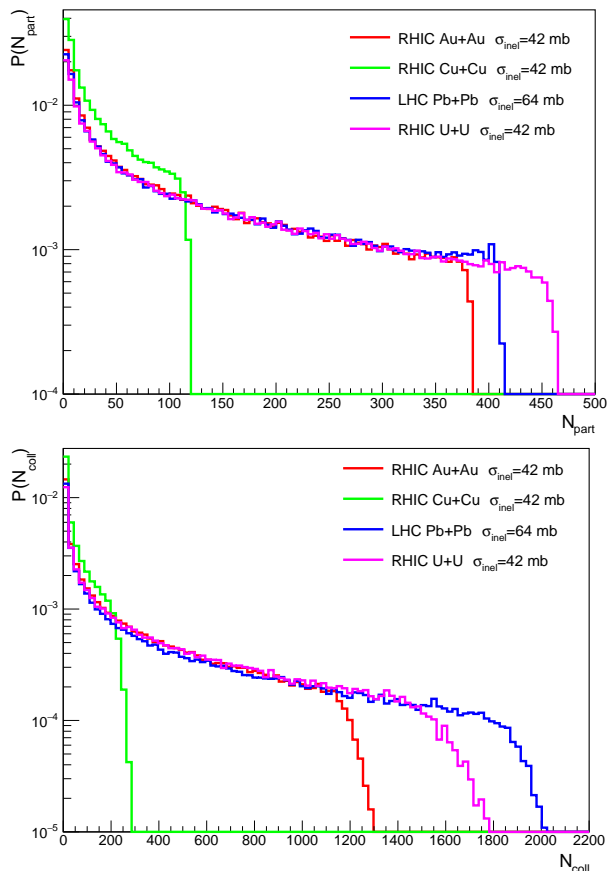 P(N_part)
RHIC Au+Au σ_inel=42 mb
RHIC Cu+Cu σ_inel=42 mb
LHC Pb+Pb σ_inel=64 mb
RHIC U+U σ_inel=42 mb
10⁻²
10⁻³
10⁻⁴
0 50 100 150 200 250 300 350 400 450 500
N_part
P(N_coll)
RHIC Au+Au σ_inel=42 mb
RHIC Cu+Cu σ_inel=42 mb
LHC Pb+Pb σ_inel=64 mb
RHIC U+U σ_inel=42 mb
10⁻²
10⁻³
10⁻⁴
10⁻⁵
0 200 400 600 800 1000 1200 1400 1600 1800 2000 2200
N_coll